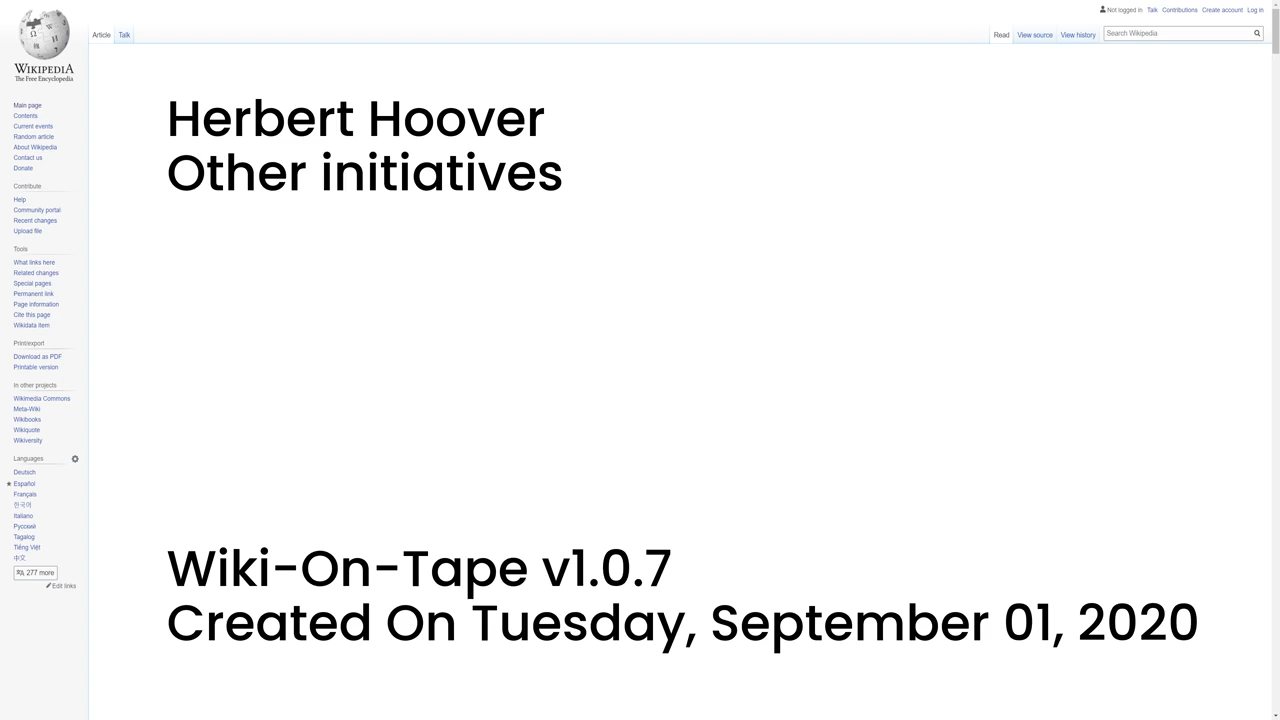 Not logged in Talk Contributions Create account Log in
Article Talk Read View source View history Search Wikipedia
WIKIPEDIA
The Free Encyclopedia
Main page
Contents
Current events
Random article
About Wikipedia
Contact us
Donate
Contribute
Help
Community portal
Recent changes
Upload file
Tools
What links here
Related changes
Special pages
Permanent link
Page information
Cite this page
Wikidata item
Print/export
Download as PDF
Printable version
In other projects
Wikimedia Commons
Meta-Wiki
Wikibooks
Wikiquote
Wikiversity
Languages
Deutsch
Español
Français
한국어
Italiano
Русский
Tagalog
Tiếng Việt
中文
277 more
Edit links
Herbert Hoover
Other initiatives
Wiki-On-Tape v1.0.7
Created On Tuesday, September 01, 2020